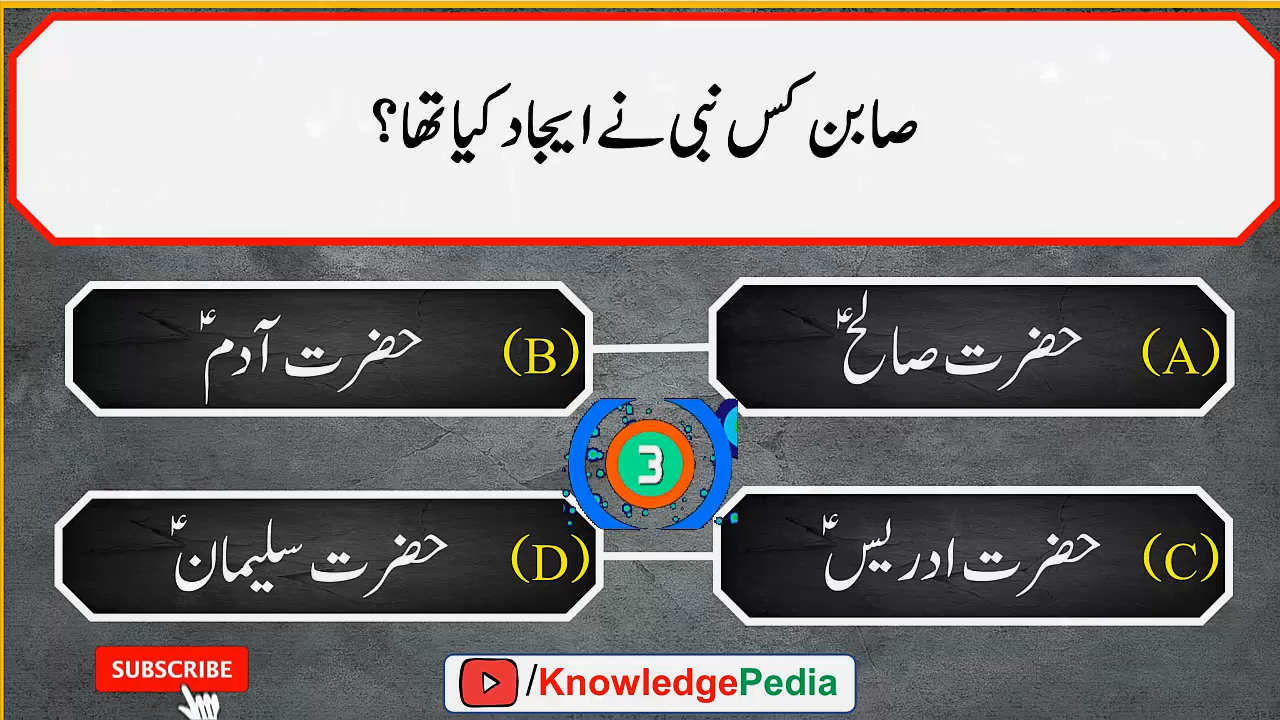 صابن کس نبی نے ایجاد کیا تھا؟
(A) حضرت صالحؑ
(B) حضرت آدمؑ
3
(C) حضرت ادریسؑ
(D) حضرت سلیمانؑ
SUBSCRIBE
/KnowledgePedia